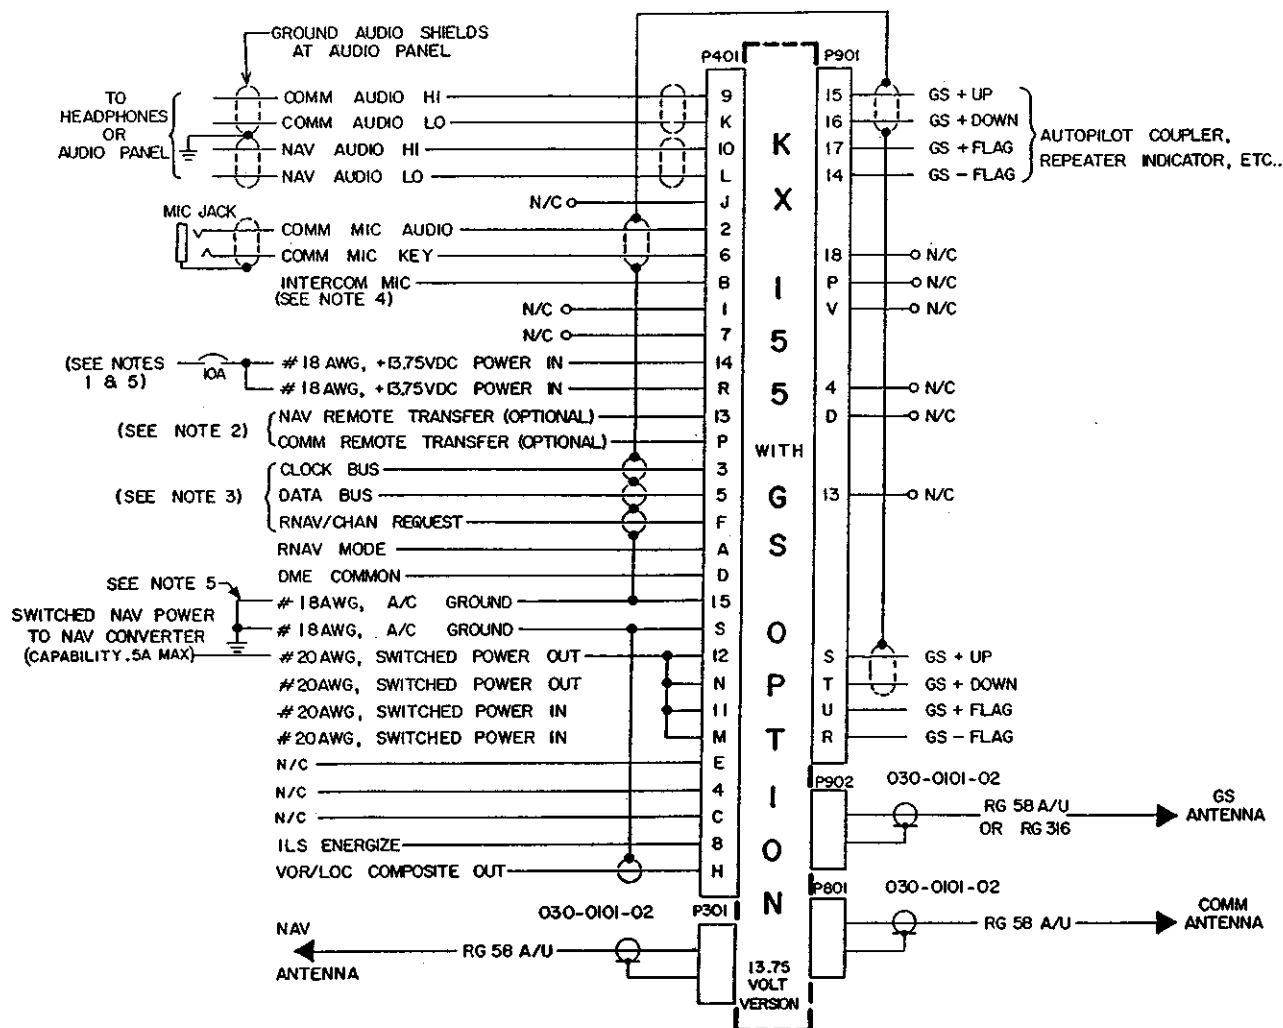 GROUND AUDIO SHIELDS
AT AUDIO PANEL
TO
HEADPHONES
OR
AUDIO PANEL
COMM AUDIO HI
COMM AUDIO LO
NAV AUDIO HI
NAV AUDIO LO
N/C
MIC JACK
COMM MIC AUDIO
COMM MIC KEY
INTERCOM MIC
(SEE NOTE 4)
N/C
N/C
(SEE NOTES
1 & 5)
10A
# 18 AWG, +13.75VDC POWER IN
# 18 AWG, +13.75VDC POWER IN
(SEE NOTE 2)
NAV REMOTE TRANSFER (OPTIONAL)
COMM REMOTE TRANSFER (OPTIONAL)
(SEE NOTE 3)
CLOCK BUS
DATA BUS
RNAV/CHAN REQUEST
RNAV MODE
DME COMMON
SEE NOTE 5
# 18AWG, A/C GROUND
# 18AWG, A/C GROUND
SWITCHED NAV POWER
TO NAV CONVERTER
(CAPABILITY .5A MAX)
#20AWG, SWITCHED POWER OUT
#20AWG, SWITCHED POWER OUT
#20AWG, SWITCHED POWER IN
#20AWG, SWITCHED POWER IN
N/C
N/C
N/C
ILS ENERGIZE
VOR/LOC COMPOSITE OUT
P401
9
K
10
L
J
2
6
B
1
7
14
R
13
P
3
5
F
A
D
15
S
12
N
11
M
E
4
C
8
H
030-0101-02
P301
NAV
ANTENNA
RG 58 A/U
KX 155
WITH
GS OPTION
13.75
VOLT
VERSION
P901
15 GS + UP
16 GS + DOWN
17 GS + FLAG
14 GS - FLAG
AUTOPILOT COUPLER,
REPEATER INDICATOR, ETC..
18 N/C
P N/C
V N/C
4 N/C
D N/C
13 N/C
S GS + UP
T GS + DOWN
U GS + FLAG
R GS - FLAG
P902
030-0101-02
RG 58 A/U
OR RG 316
GS
ANTENNA
P801
030-0101-02
RG 58 A/U
COMM
ANTENNA